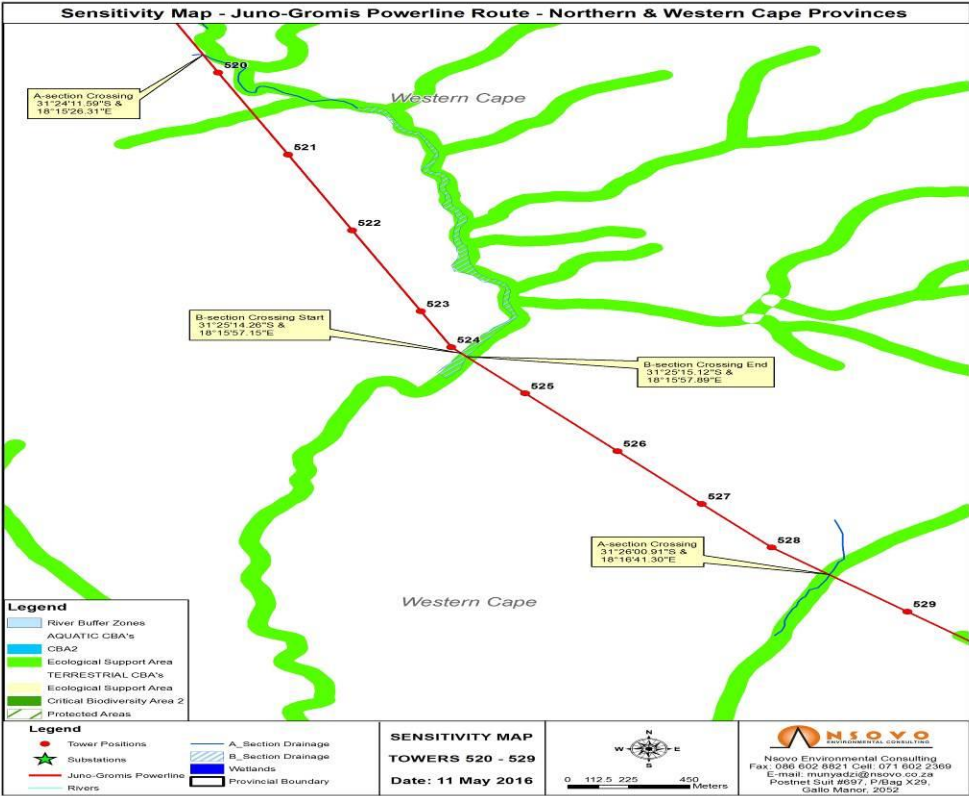 Sensitivity Map - Juno-Gromis Powerline Route - Northern & Western Cape Provinces
520
A-section Crossing
31°24'11.59"S &
18°15'26.31"E
Western Cape
521
522
523
B-section Crossing Start
31°25'14.26"S &
18°15'57.15"E
524
B-section Crossing End
31°25'15.12"S &
18°15'57.89"E
525
526
527
528
A-section Crossing
31°26'00.91"S &
18°16'41.30"E
529
Western Cape
Legend
River Buffer Zones
AQUATIC CBA's
CBA2
Ecological Support Area
TERRESTRIAL CBA's
Ecological Support Area
Critical Biodiversity Area 2
Protected Areas
Legend
Tower Positions
Substations
Juno-Gromis Powerline
Rivers
A_Section Drainage
B_Section Drainage
Wetlands
Provincial Boundary
SENSITIVITY MAP
TOWERS 520 - 529
Date: 11 May 2016
N
W E
S
0 112.5 225 450
Meters
NSOVO
ENVIRONMENTAL CONSULTING
Nsovo Environmental Consulting
Fax: 086 602 8821 Cell: 071 602 2369
E-mail: munyadzi@nsovo.co.za
Postnet Suit #697, P/Bag X29,
Gallo Manor, 2052